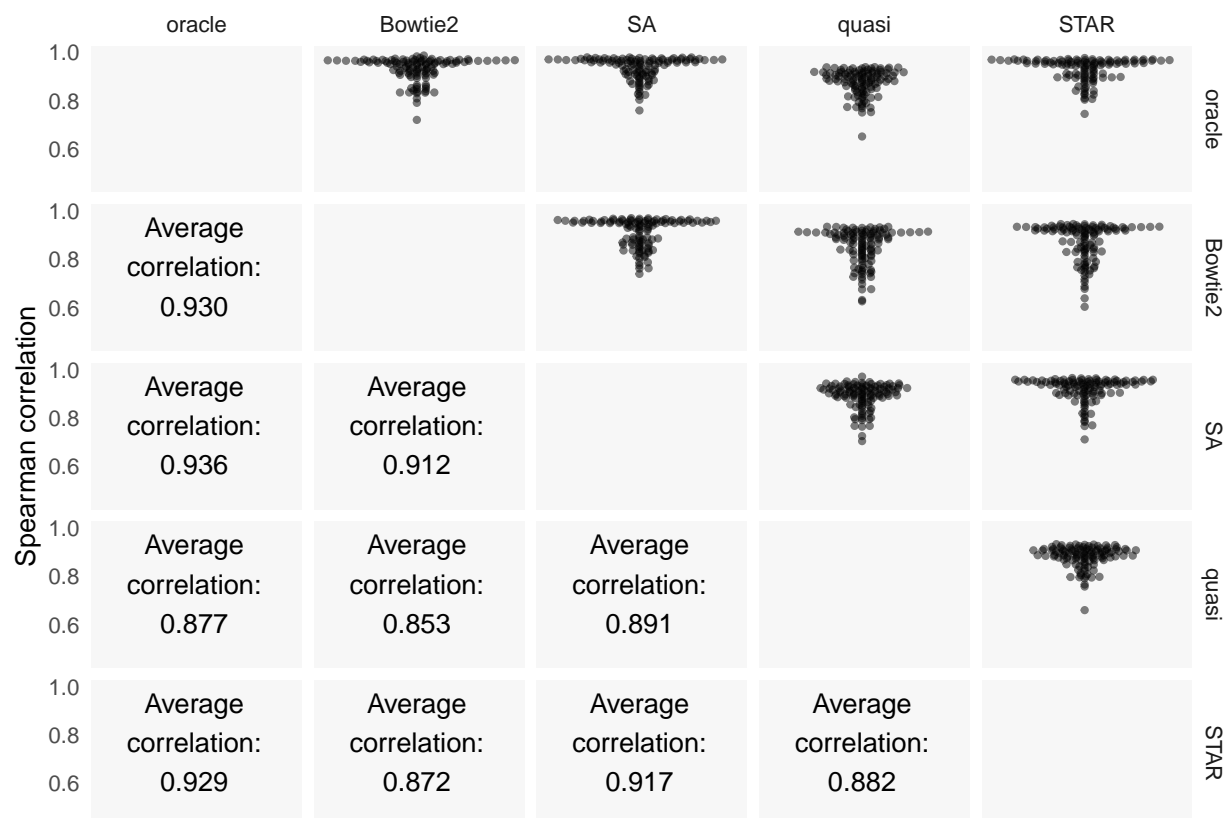 oracle Bowtie2 SA quasi STAR
1.0
0.8
0.6
oracle
1.0
0.8
0.6
Average
correlation:
0.930
Bowtie2
1.0
0.8
0.6
Average
correlation:
0.936
Average
correlation:
0.912
SA
1.0
0.8
0.6
Average
correlation:
0.877
Average
correlation:
0.853
Average
correlation:
0.891
quasi
1.0
0.8
0.6
Average
correlation:
0.929
Average
correlation:
0.872
Average
correlation:
0.917
Average
correlation:
0.882
STAR
Spearman correlation